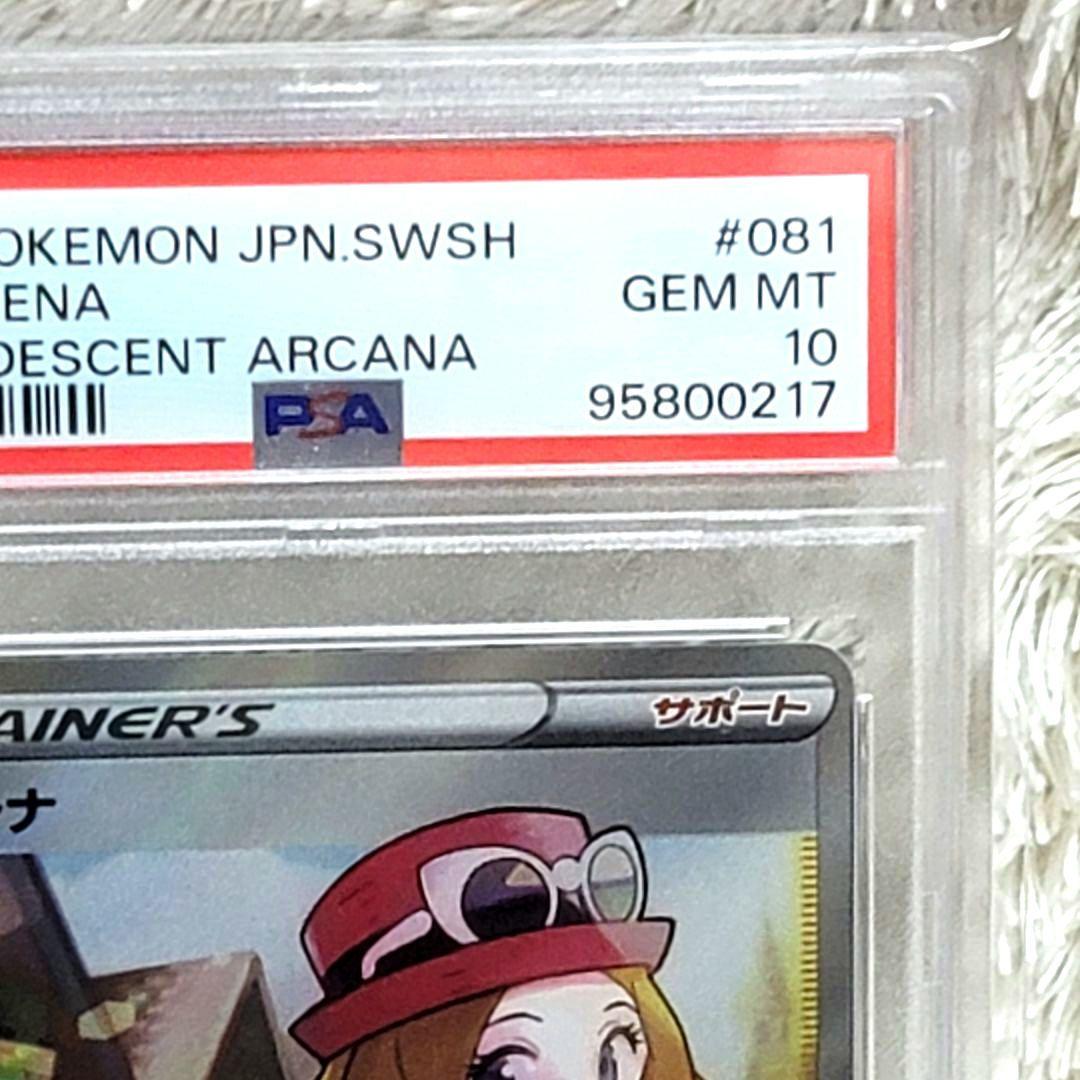 OKEMON JPN.SWSH #081
ENA GEM MT
DESCENT ARCANA 10
PSA 95800217
AINER'S サポート
ナ